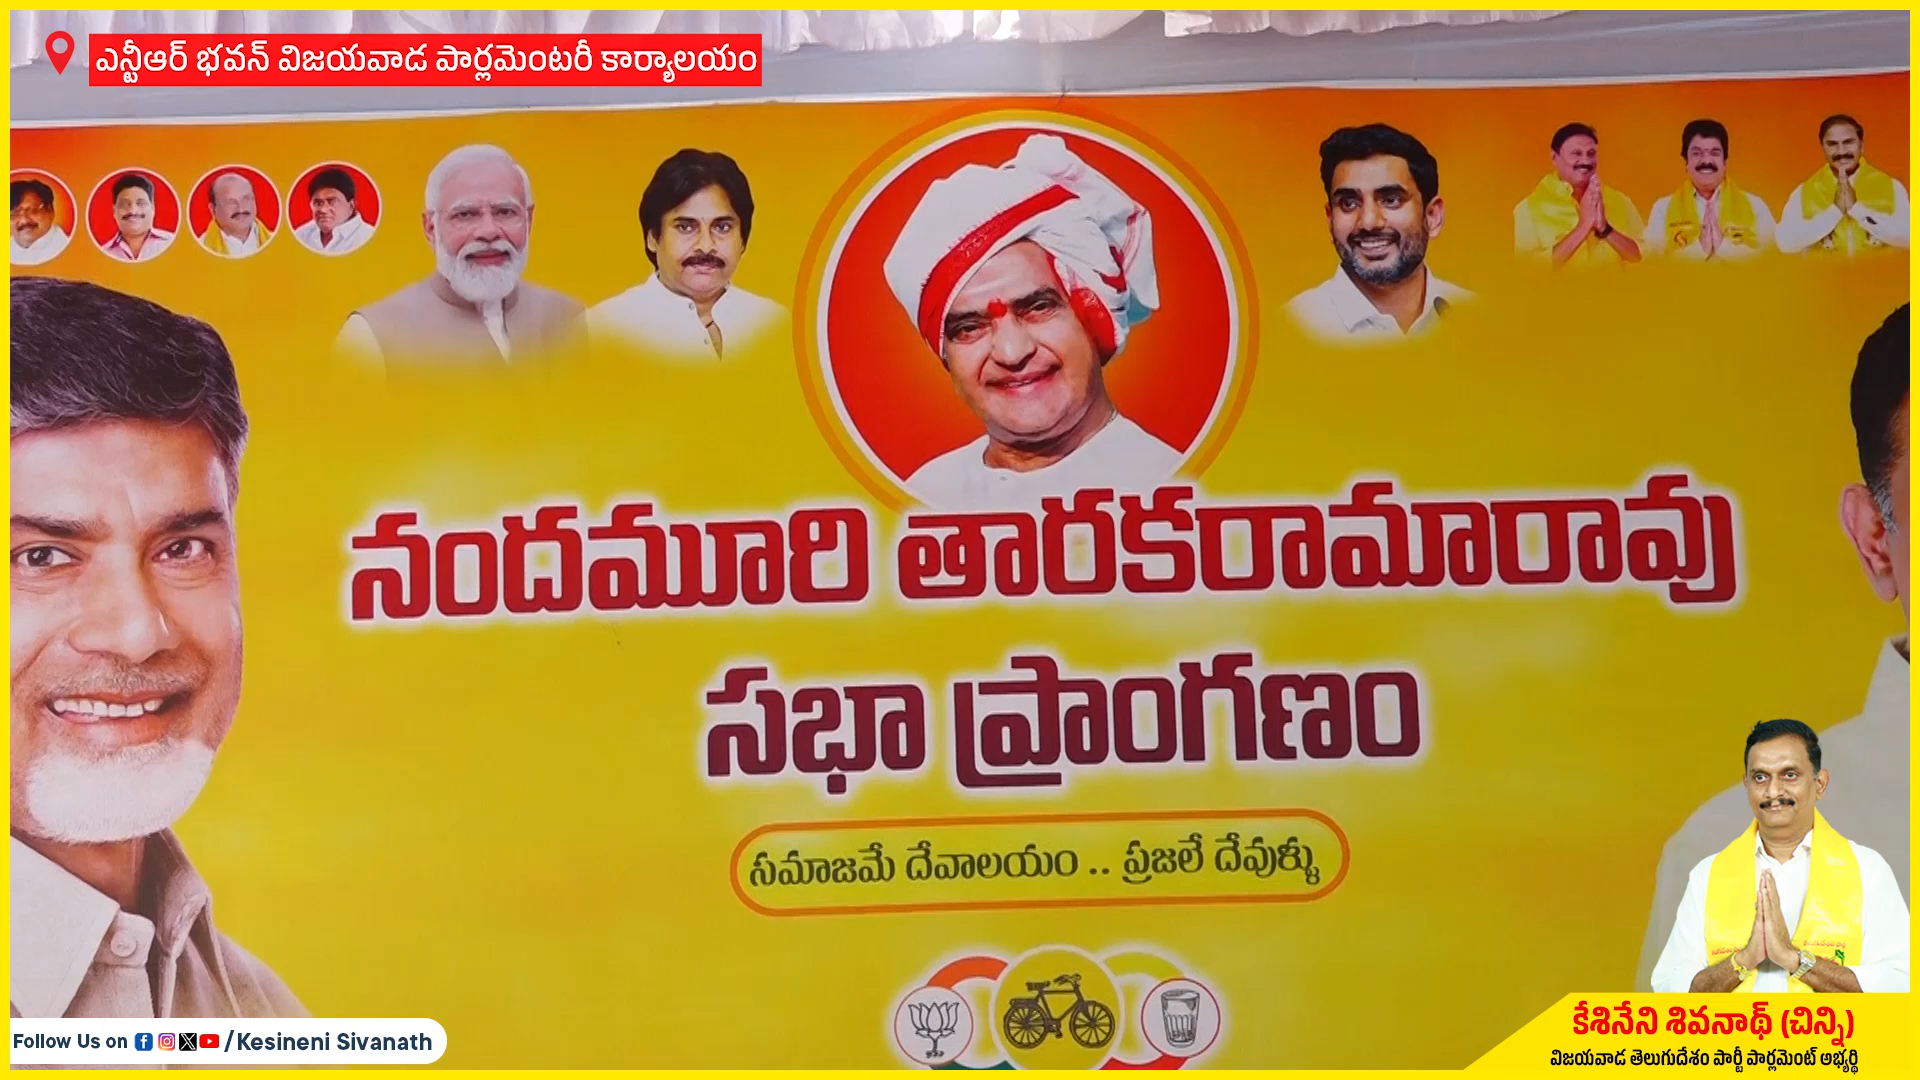 ఎన్టీఆర్ భవన్ విజయవాడ పార్లమెంటరీ కార్యాలయం
నందమూరి తారకరామారావు
సభా ప్రాంగణం
సమాజమే దేవాలయం .. ప్రజలే దేవుళ్ళు
Follow Us on /Kesineni Sivanath
కేశినేని శివనాథ్ (చిన్ని)
విజయవాడ తెలుగుదేశం పార్టీ పార్లమెంట్ అభ్యర్థి